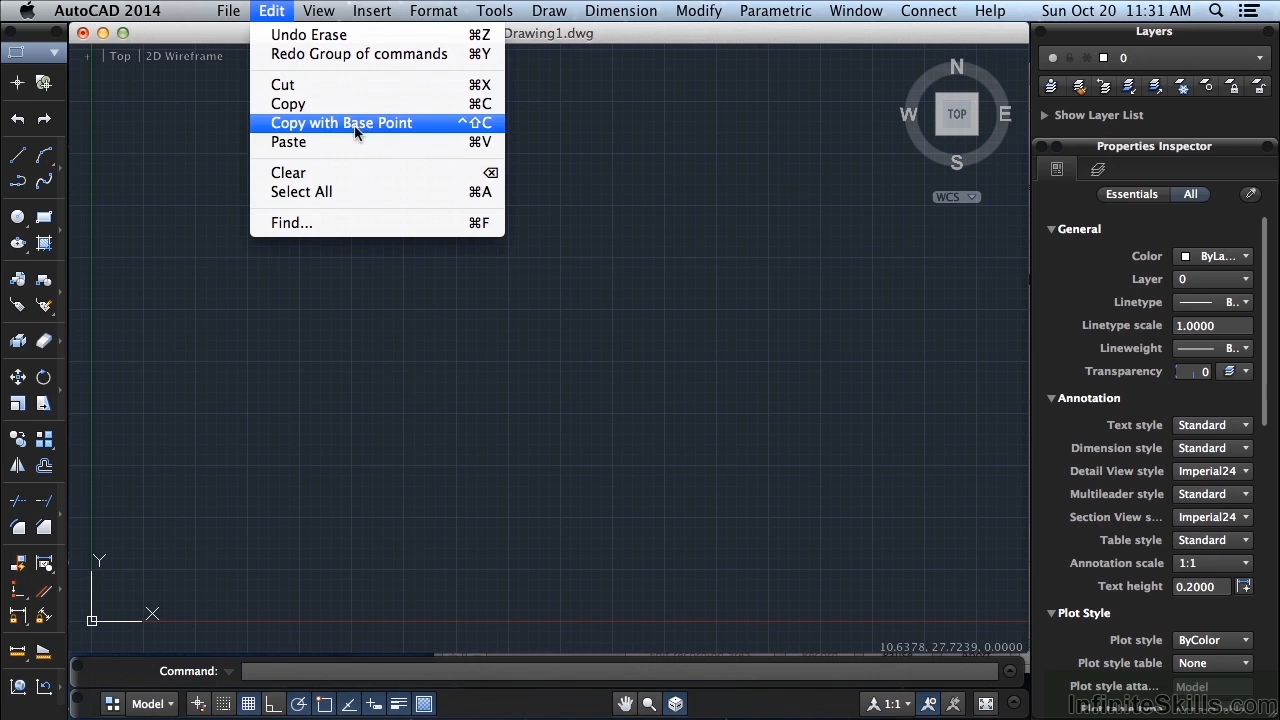 AutoCAD 2014 File Edit View Insert Format Tools Draw Dimension Modify Parametric Window Connect Help Sun Oct 20 11:31 AM
Drawing1.dwg
+ Top 2D Wireframe
Undo Erase ⌘Z
Redo Group of commands ⌘Y
Cut ⌘X
Copy ⌘C
Copy with Base Point ^⇧C
Paste ⌘V
Clear ⌫
Select All ⌘A
Find... ⌘F
N
W TOP E
S
WCS
Y
X
10.6378, 27.7239, 0.0000
Command:
Model
1:1
Layers
0
Show Layer List
Properties Inspector
Essentials All
General
Color ByLa...
Layer 0
Linetype B..
Linetype scale 1.0000
Lineweight B..
Transparency 0
Annotation
Text style Standard
Dimension style Standard
Detail View style Imperial24
Multileader style Standard
Section View s... Imperial24
Table style Standard
Annotation scale 1:1
Text height 0.2000
Plot Style
Plot style ByColor
Plot style table None
Plot style atta... Model
Plot table type
InfiniteSkills.com